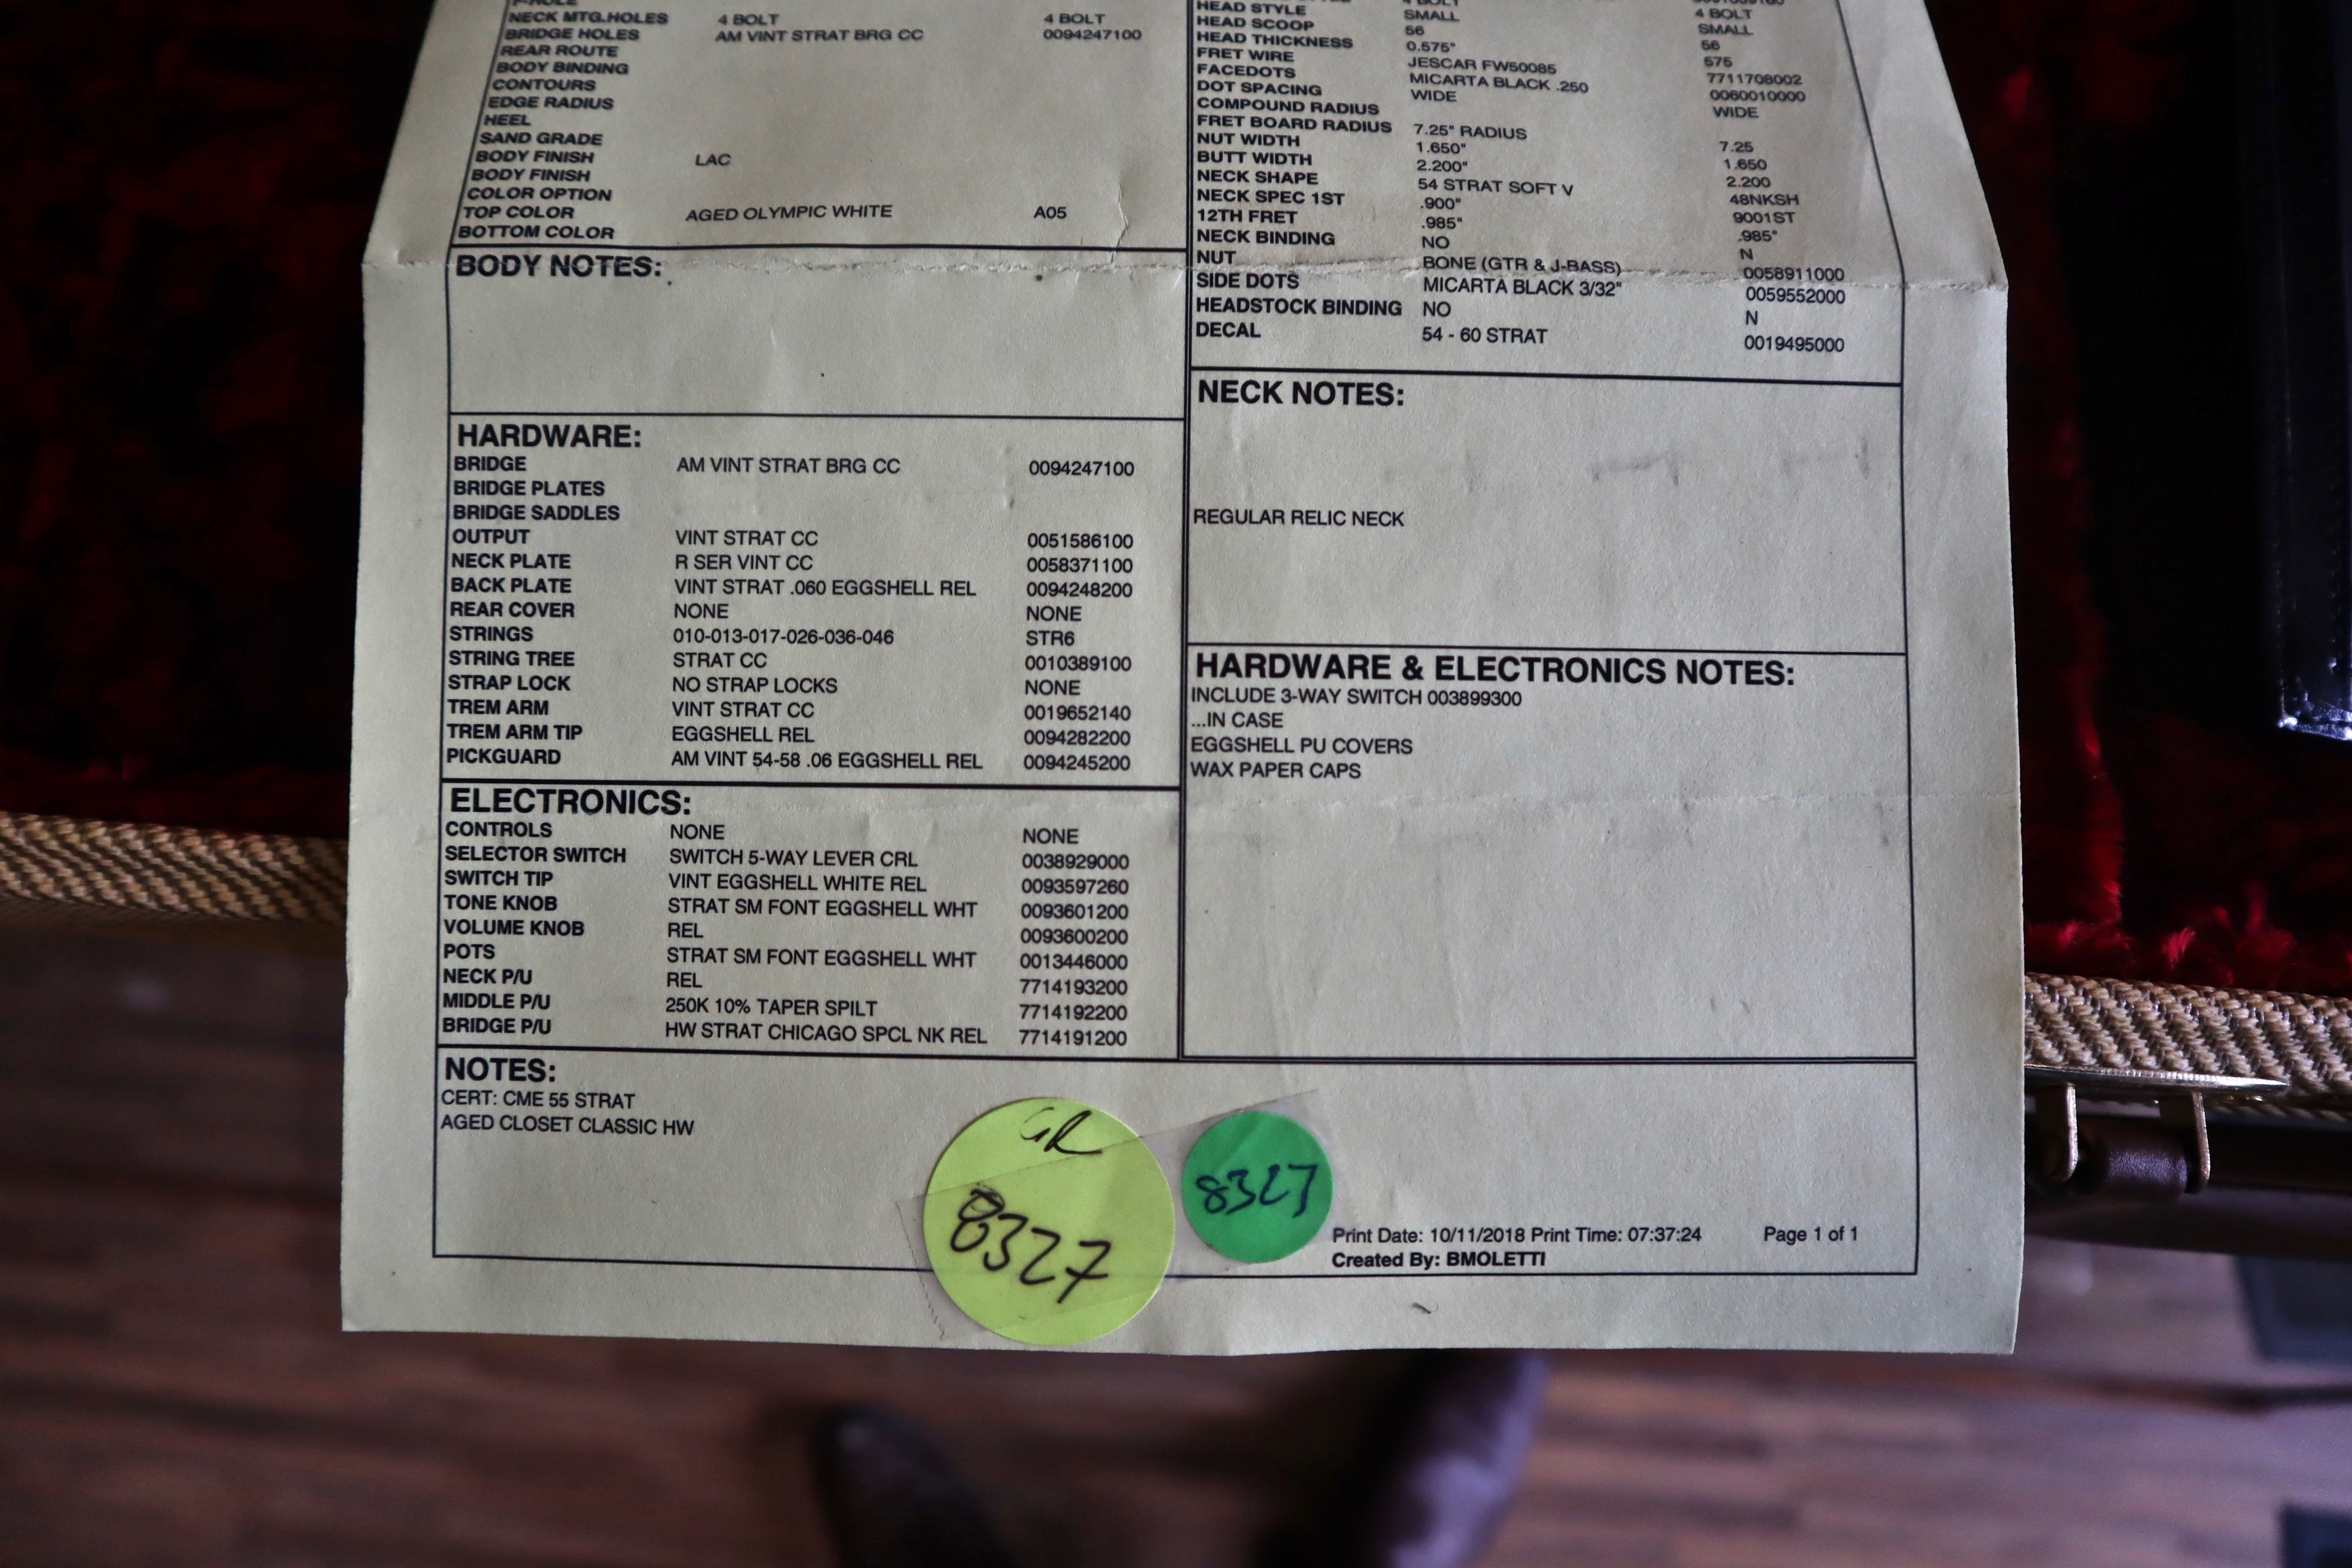 NECK MTG.HOLES 4 BOLT 4 BOLT
BRIDGE HOLES AM VINT STRAT BRG CC 0094247100
REAR ROUTE
BODY BINDING
CONTOURS
EDGE RADIUS
HEEL
SAND GRADE
BODY FINISH LAC
BODY FINISH
COLOR OPTION
TOP COLOR AGED OLYMPIC WHITE A05
BOTTOM COLOR
BODY NOTES:
HARDWARE:
BRIDGE AM VINT STRAT BRG CC 0094247100
BRIDGE PLATES
BRIDGE SADDLES
OUTPUT VINT STRAT CC 0051586100
NECK PLATE R SER VINT CC 0058371100
BACK PLATE VINT STRAT .060 EGGSHELL REL 0094248200
REAR COVER NONE NONE
STRINGS 010-013-017-026-036-046 STR6
STRING TREE STRAT CC 0010389100
STRAP LOCK NO STRAP LOCKS NONE
TREM ARM VINT STRAT CC 0019652140
TREM ARM TIP EGGSHELL REL 0094282200
PICKGUARD AM VINT 54-58 .06 EGGSHELL REL 0094245200
ELECTRONICS:
CONTROLS NONE NONE
SELECTOR SWITCH SWITCH 5-WAY LEVER CRL 0038929000
SWITCH TIP VINT EGGSHELL WHITE REL 0093597260
TONE KNOB STRAT SM FONT EGGSHELL WHT 0093601200
VOLUME KNOB REL 0093600200
POTS STRAT SM FONT EGGSHELL WHT 0013446000
NECK P/U REL 7714193200
MIDDLE P/U 250K 10% TAPER SPILT 7714192200
BRIDGE P/U HW STRAT CHICAGO SPCL NK REL 7714191200
HEAD STYLE SMALL 4 BOLT
HEAD SCOOP 56 SMALL
HEAD THICKNESS 0.575" 56
FRET WIRE JESCAR FW50085 575
FACEDOTS MICARTA BLACK .250 7711708002
DOT SPACING WIDE 0060010000
COMPOUND RADIUS WIDE
FRET BOARD RADIUS 7.25" RADIUS
NUT WIDTH 1.650" 7.25
BUTT WIDTH 2.200" 1.650
NECK SHAPE 54 STRAT SOFT V 2.200
NECK SPEC 1ST .900" 48NKSH
12TH FRET .985" 9001ST
NECK BINDING NO .985"
NUT BONE (GTR & J-BASS) N
SIDE DOTS MICARTA BLACK 3/32" 0058911000
HEADSTOCK BINDING NO 0059552000
DECAL 54 - 60 STRAT N
0019495000
NECK NOTES:
REGULAR RELIC NECK
HARDWARE & ELECTRONICS NOTES:
INCLUDE 3-WAY SWITCH 003899300
...IN CASE
EGGSHELL PU COVERS
WAX PAPER CAPS
NOTES:
CERT: CME 55 STRAT
AGED CLOSET CLASSIC HW
8327
8327
Print Date: 10/11/2018 Print Time: 07:37:24 Page 1 of 1
Created By: BMOLETTI